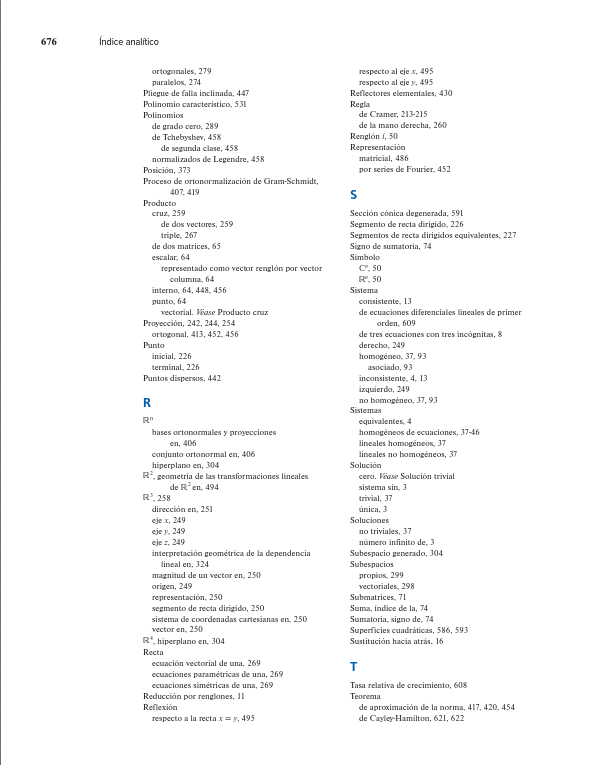 676 Índice analítico
ortogonales, 279
paralelos, 274
Pliegue de falla inclinada, 447
Polinomio característico, 531
Polinomios
de grado cero, 289
de Tchebyshev, 458
de segunda clase, 458
normalizados de Legendre, 458
Posición, 373
Proceso de ortonormalización de Gram-Schmidt,
407, 419
Producto
cruz, 259
de dos vectores, 259
triple, 267
de dos matrices, 65
escalar, 64
representado como vector renglón por vector
columna, 64
interno, 64, 448, 456
punto, 64
vectorial. Véase Producto cruz
Proyección, 242, 244, 254
ortogonal, 413, 452, 456
Punto
inicial, 226
terminal, 226
Puntos dispersos, 442
R
ℝⁿ
bases ortonormales y proyecciones
en, 406
conjunto ortonormal en, 406
hiperplano en, 304
ℝ², geometría de las transformaciones lineales
de ℝ² en, 494
ℝ³, 258
dirección en, 251
eje x, 249
eje y, 249
eje z, 249
interpretación geométrica de la dependencia
lineal en, 324
magnitud de un vector en, 250
origen, 249
representación, 250
segmento de recta dirigido, 250
sistema de coordenadas cartesianas en, 250
vector en, 250
ℝ⁴, hiperplano en, 304
Recta
ecuación vectorial de una, 269
ecuaciones paramétricas de una, 269
ecuaciones simétricas de una, 269
Reducción por renglones, 11
Reflexión
respecto a la recta x = y, 495
respecto al eje x, 495
respecto al eje y, 495
Reflectores elementales, 430
Regla
de Cramer, 213-215
de la mano derecha, 260
Renglón i, 50
Representación
matricial, 486
por series de Fourier, 452
S
Sección cónica degenerada, 591
Segmento de recta dirigido, 226
Segmentos de recta dirigidos equivalentes, 227
Signo de sumatoria, 74
Símbolo
ℂⁿ, 50
ℝⁿ, 50
Sistema
consistente, 13
de ecuaciones diferenciales lineales de primer
orden, 609
de tres ecuaciones con tres incógnitas, 8
derecho, 249
homogéneo, 37, 93
asociado, 93
inconsistente, 4, 13
izquierdo, 249
no homogéneo, 37, 93
Sistemas
equivalentes, 4
homogéneos de ecuaciones, 37-46
lineales homogéneos, 37
lineales no homogéneos, 37
Solución
cero. Véase Solución trivial
sistema sin, 3
trivial, 37
única, 3
Soluciones
no triviales, 37
número infinito de, 3
Subespacio generado, 304
Subespacios
propios, 299
vectoriales, 298
Submatrices, 71
Suma, índice de la, 74
Sumatoria, signo de, 74
Superficies cuadráticas, 586, 593
Sustitución hacia atrás, 16
T
Tasa relativa de crecimiento, 608
Teorema
de aproximación de la norma, 417, 420, 454
de Cayley-Hamilton, 621, 622